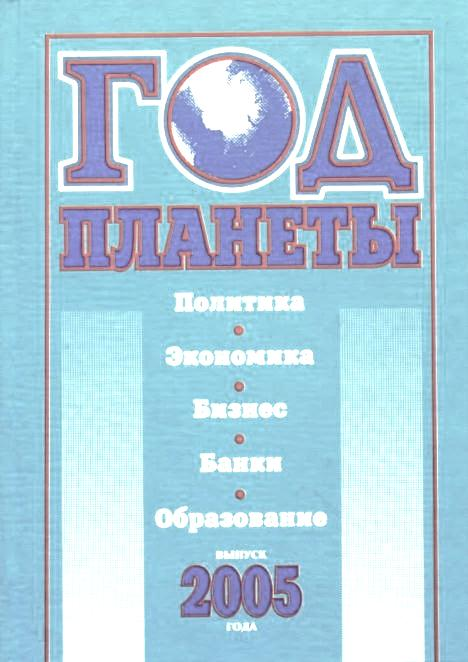 ГОД
ПЛАНЕТЫ
Политика
•
Экономика
•
Бизнес
•
Банки
•
Образование
ВЫПУСК
2005
ГОДА